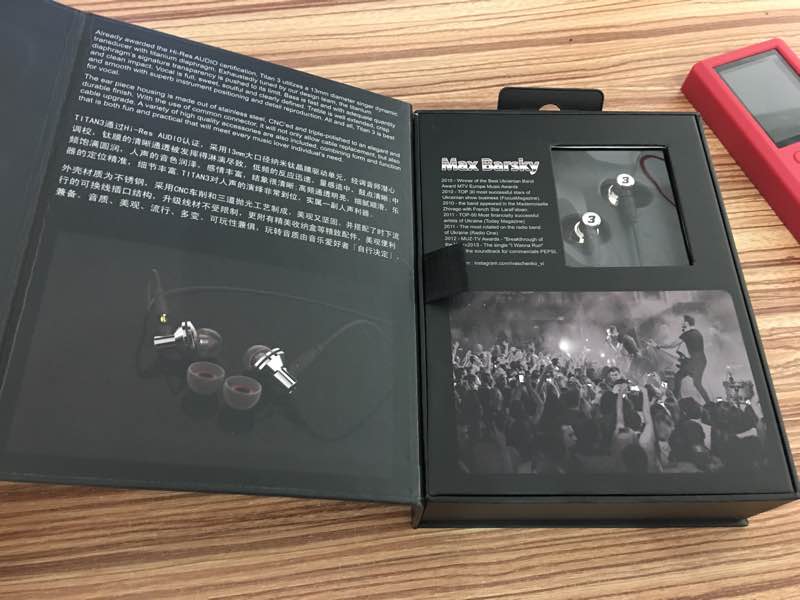 Already awarded the Hi-Res AUDIO certification, Titan 3 utilizes a 13mm diameter singer dynamic
transducer with titanium diaphragm. Exhaustedly tuned by our design team, the titanium
diaphragm's signature transparency is pushed to its limit. Bass is fast and with adequate quantity
and clean impact. Vocal is full, sweet, soulful and clearly defined. Treble is well extended, crisp
and smooth with superb instrument positioning and detail reproduction. All and all, Titan 3 is best
for vocal.
The ear piece housing is made out of stainless steel, CNC'ed and triple-polished to an elegant and
durable finish. With the use of common connector, it will not only allow cable replacement, but also
cable upgrade. A variety of high quality accessories are also included, combining form and function
that is both fun and practical that will meet every music lover individual's need.
TITAN3通过Hi-Res AUDIO认证，采用13mm大口径纳米钛晶膜驱动单元，经调音师潜心
调校，钛膜的清晰通透被发挥得淋漓尽致。低频的反应迅速，量感适中，鼓点清晰，中
频饱满圆润，人声的音色润泽，感情丰富，结象很清晰，高频通透明亮，细腻顺滑，乐
器的定位精准，细节丰富.TITAN3对人声的演绎非常到位，实属一副人声利器.
外壳材质为不锈钢，采用CNC车削和三道抛光工艺制成，美观又坚固，并搭配了时下流
行的可换线插口结构，升级线材不受限制，更附有精美收纳盒等精致配件，美观便利
兼备。音质、美观、流行、多变、可玩性兼俱，玩转音质由音乐爱好者「自行决定」.
Max Barsky
2010 - Winner of the Best Ukrainian Band
Award MTV Europe Music Awards
2010 - TOP 30 most successful stars of
Ukrainian show business (FocusMagazine).
2010 - the band appeared in the Mademoiselle
Zhivago with French Star LaraFabian;
2011 - TOP-50 Most financially successful
artists of Ukraine (Today Magazine)
2011 - The most rotated on the radio band
of Ukraine (Radio One)
2012 - MUZ-TV Awards - "Breakthrough of
2013 - The single "I Wanna Run"
the soundtrack for commercials PEPSI.
: instagram.com/ivaschenko_vi
3
3